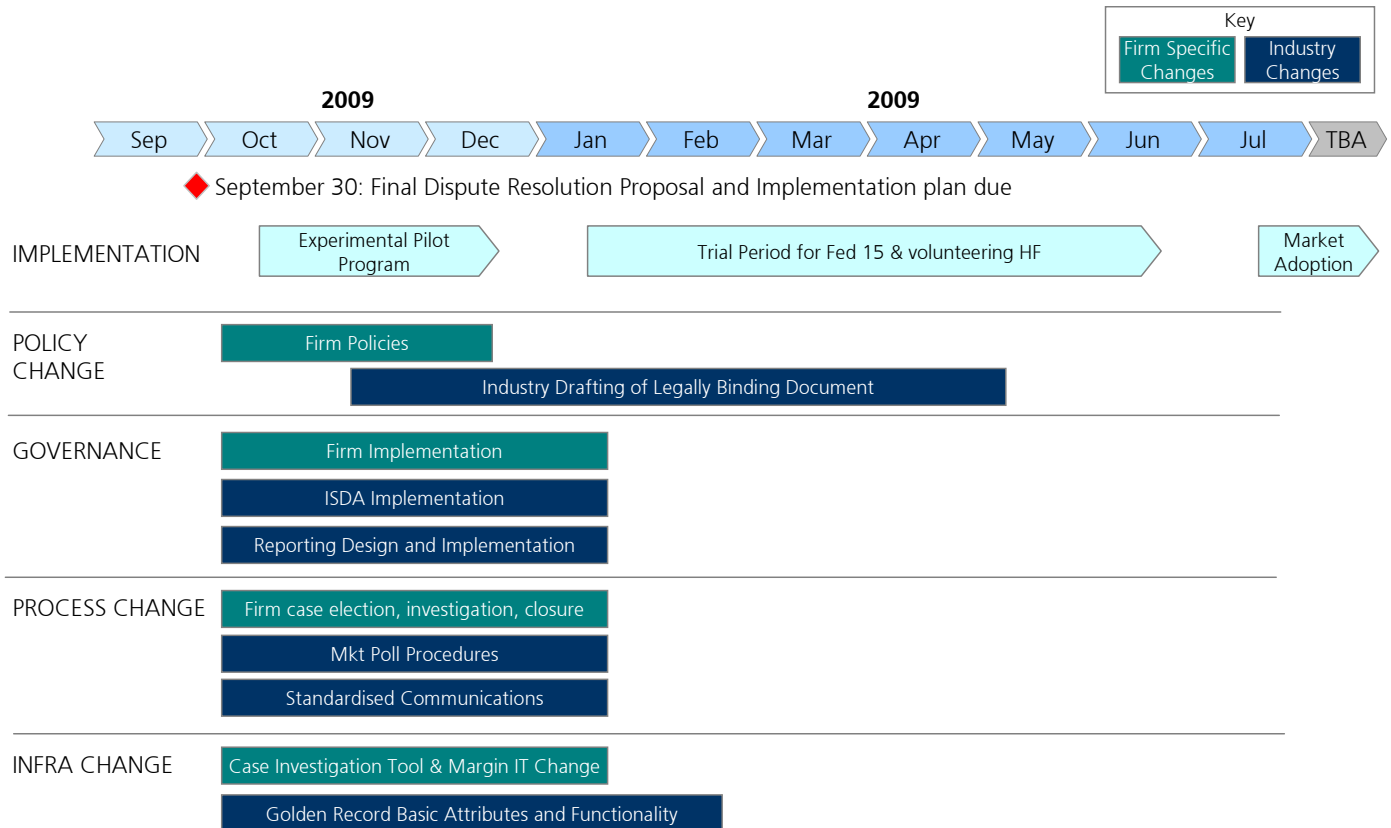 Key
Firm Specific
Changes
Industry
Changes
2009
2009
Sep
Oct
Nov
Dec
Jan
Feb
Mar
Apr
May
Jun
Jul
TBA
September 30: Final Dispute Resolution Proposal and Implementation plan due
IMPLEMENTATION
Experimental Pilot
Program
Trial Period for Fed 15 & volunteering HF
Market
Adoption
POLICY
CHANGE
Firm Policies
Industry Drafting of Legally Binding Document
GOVERNANCE
Firm Implementation
ISDA Implementation
Reporting Design and Implementation
PROCESS CHANGE
Firm case election, investigation, closure
Mkt Poll Procedures
Standardised Communications
INFRA CHANGE
Case Investigation Tool & Margin IT Change
Golden Record Basic Attributes and Functionality